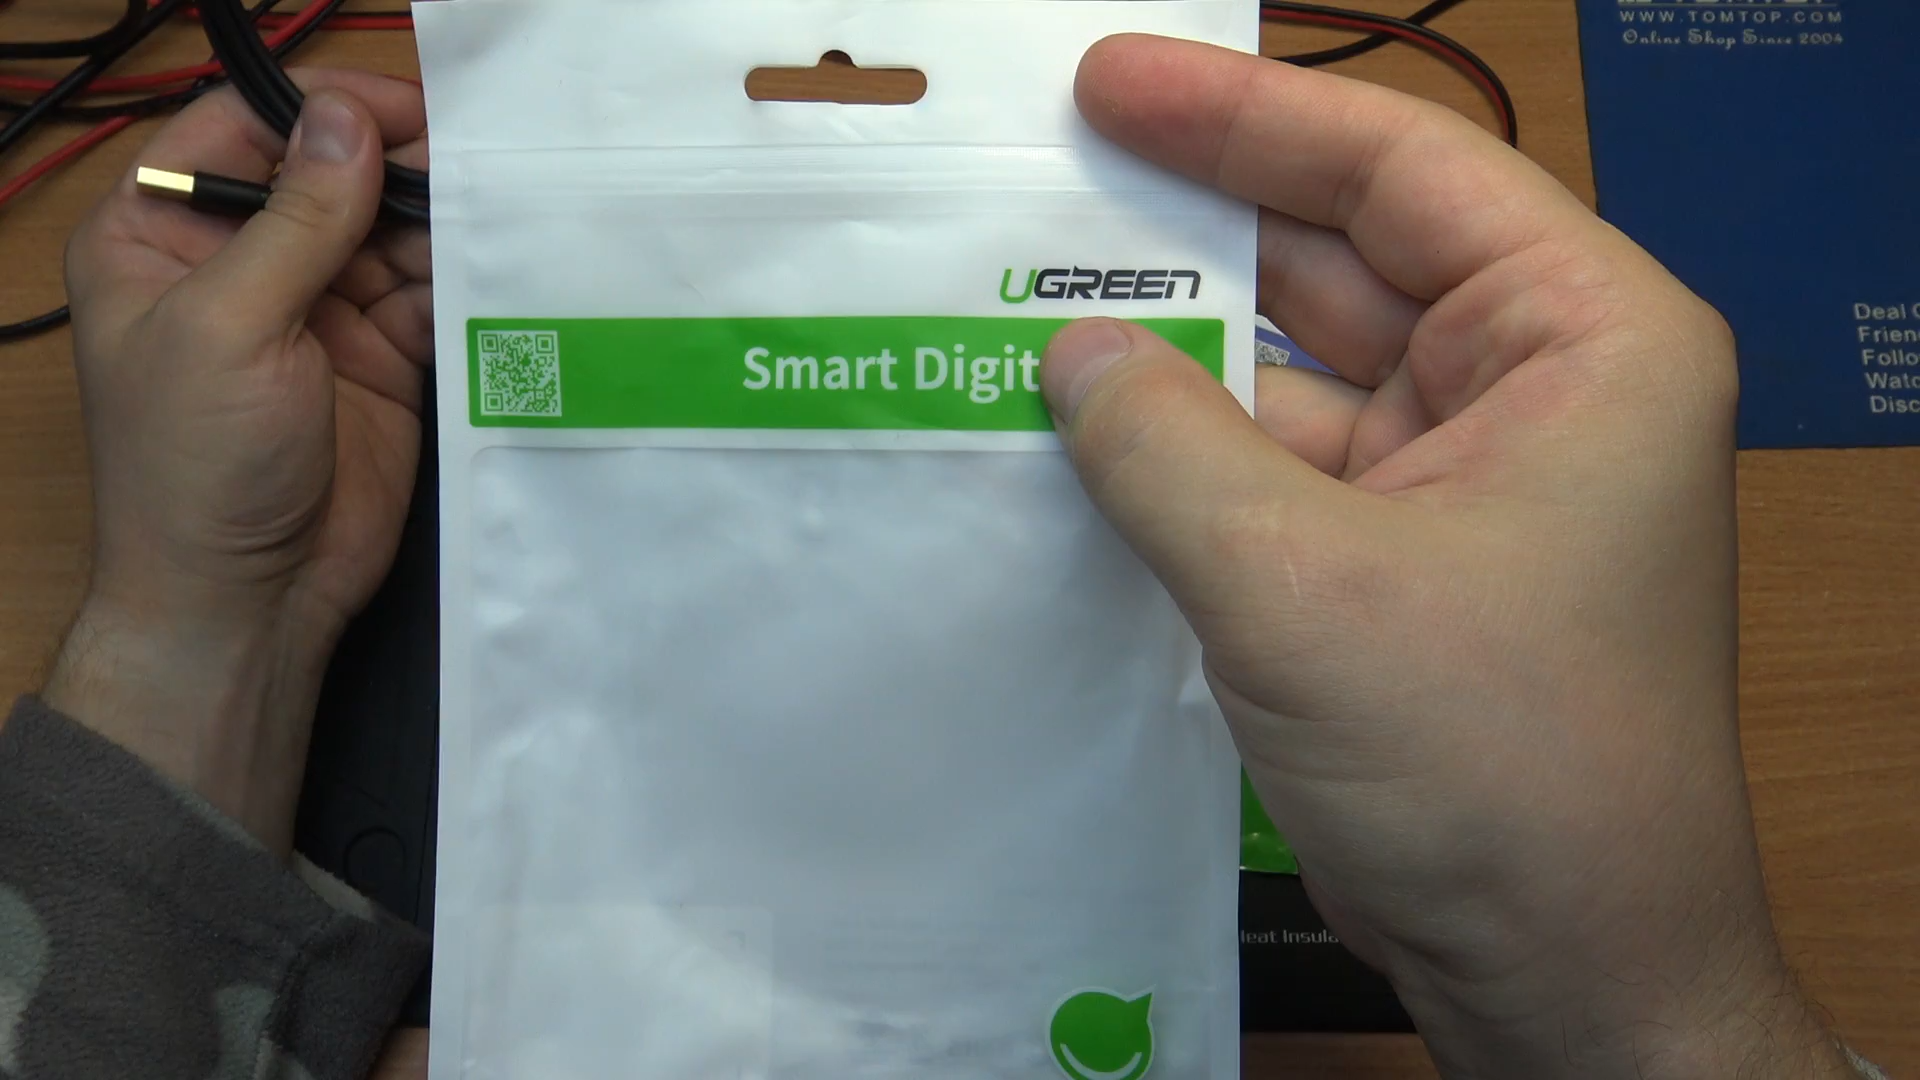 WWW.TOMTOP.COM
Online Shop Since 2004
UGREEN
Smart Digit
Deal
Frien
Follo
Watc
Disc
Heat Insula